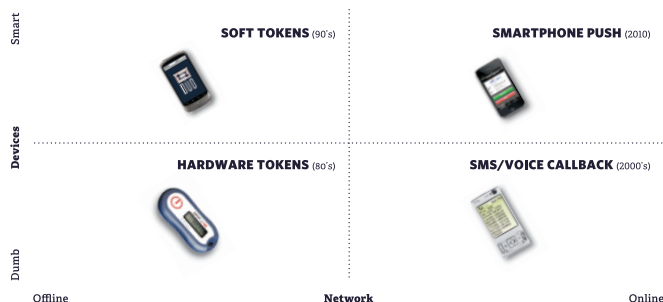 Smart
SOFT TOKENS (90's)
SMARTPHONE PUSH (2010)
DUO
Devices
HARDWARE TOKENS (80's)
SMS/VOICE CALLBACK (2000's)
Dumb
Offline
Network
Online